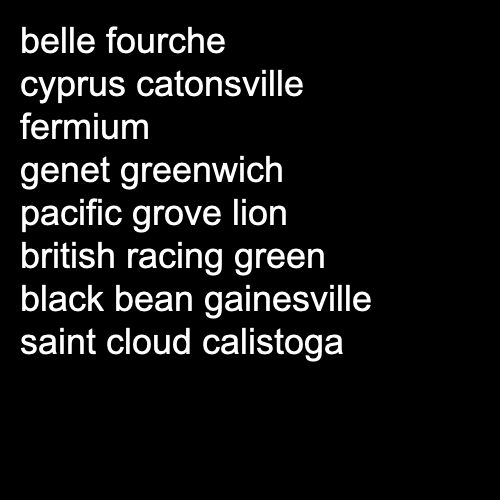 belle fourche
cyprus catonsville
fermium
genet greenwich
pacific grove lion
british racing green
black bean gainesville
saint cloud calistoga